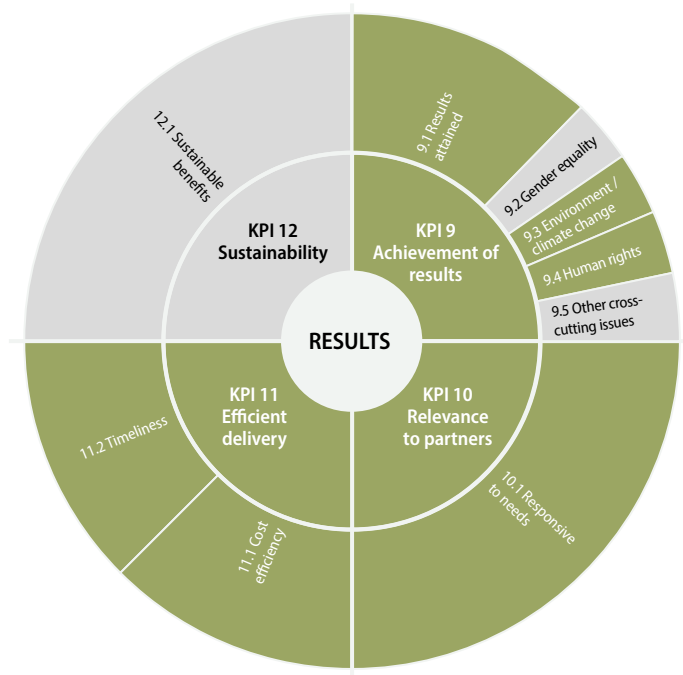 RESULTS
KPI 9
Achievement of
results
9.1 Results
attained
9.2 Gender equality
9.3 Environment /
climate change
9.4 Human rights
9.5 Other cross-
cutting issues
KPI 10
Relevance
to partners
10.1 Responsive
to needs
KPI 11
Efficient
delivery
11.1 Cost
efficiency
11.2 Timeliness
KPI 12
Sustainability
12.1 Sustainable
benefits